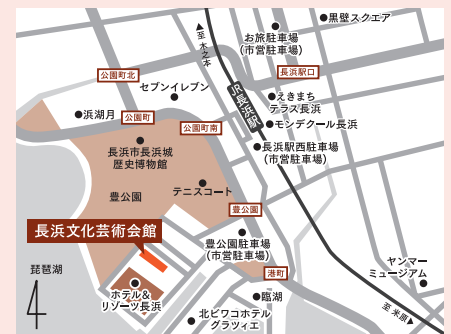 黒壁スクエア
▲至 木之本
お旅駐車場
(市営駐車場)
公園町北
セブンイレブン
長浜駅口
JR長浜駅
えきまち
テラス長浜
浜湖月
公園町
公園町南
モンデクール長浜
長浜市長浜城
歴史博物館
長浜駅西駐車場
(市営駐車場)
テニスコート
豊公園
豊公園
長浜文化芸術会館
豊公園駐車場
(市営駐車場)
琵琶湖
港町
ヤンマー
ミュージアム
ホテル&
リゾーツ長浜
臨湖
北ビワコホテル
グラツィエ
至 米原▶
4